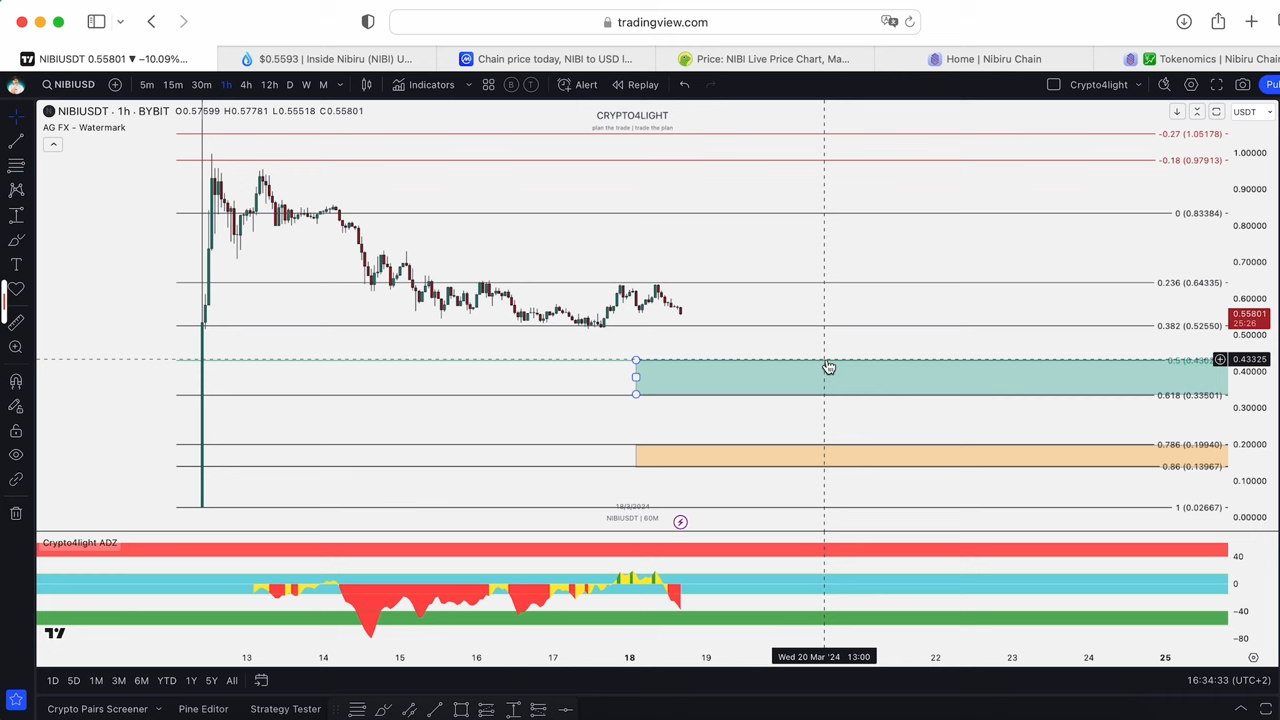 tradingview.com
NIBIUSDT 0.55801 ▼ −10.09%...
$0.5593 | Inside Nibiru (NIBI) U...
Chain price today, NIBI to USD l...
Price: NIBI Live Price Chart, Ma...
Home | Nibiru Chain
Tokenomics | Nibi
NIBIUSD
5m 15m 30m 1h 4h 12h D W M
Indicators
Alert
Replay
Crypto4light
Pu
NIBIUSDT · 1h · BYBIT O0.57599 H0.57781 L0.55518 C0.55801
AG FX - Watermark
CRYPTO4LIGHT
plan the trade | trade the plan
USDT
-0.27 (1.05178)
-0.18 (0.97913)
0 (0.83384)
0.236 (0.64335)
0.382 (0.52550)
0.618 (0.33501)
0.786 (0.19940)
0.86 (0.13967)
1 (0.02667)
1.00000
0.90000
0.80000
0.70000
0.60000
0.55801
25:26
0.50000
0.43325
0.40000
0.30000
0.20000
0.10000
0.00000
18/3/2024
NIBIUSDT | 60M
Crypto4light ADZ
40
0
−40
−80
13 14 15 16 17 18 19 Wed 20 Mar '24 13:00 22 23 24 25
1D 5D 1M 3M 6M YTD 1Y 5Y All
16:34:33 (UTC+2)
Crypto Pairs Screener
Pine Editor
Strategy Tester